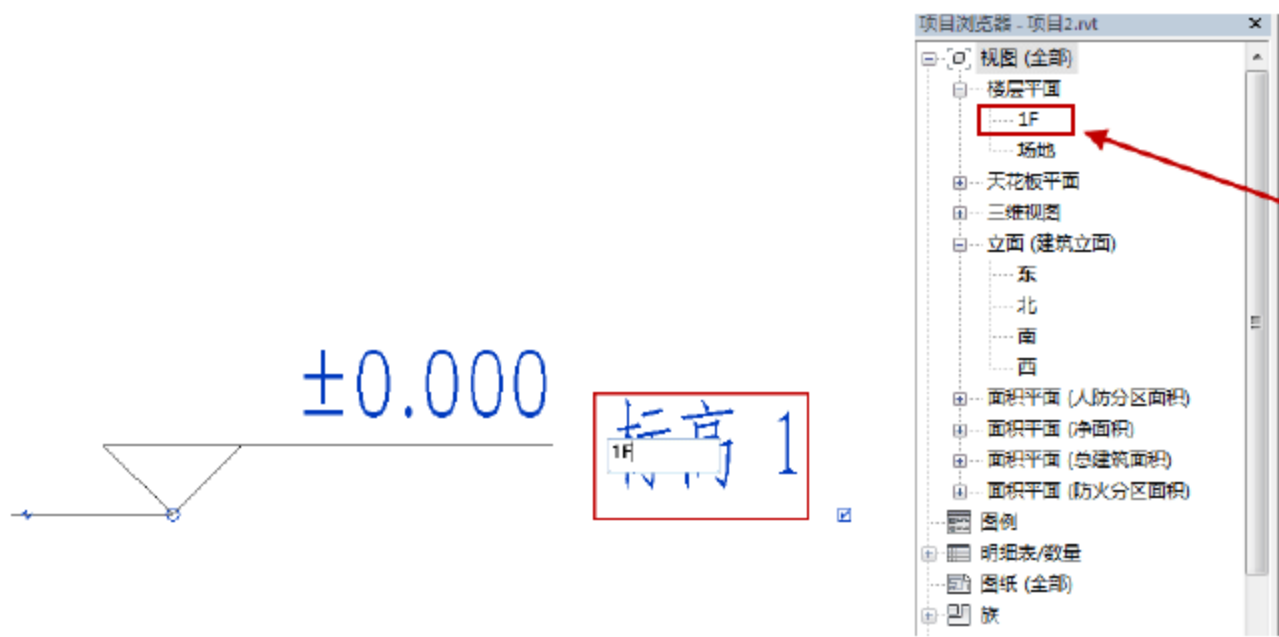 ±0.000
标高 1
1F
项目浏览器 - 项目2.rvt
视图 (全部)
楼层平面
1F
场地
天花板平面
三维视图
立面 (建筑立面)
东
北
南
西
面积平面 (人防分区面积)
面积平面 (净面积)
面积平面 (总建筑面积)
面积平面 (防火分区面积)
图例
明细表/数量
图纸 (全部)
族